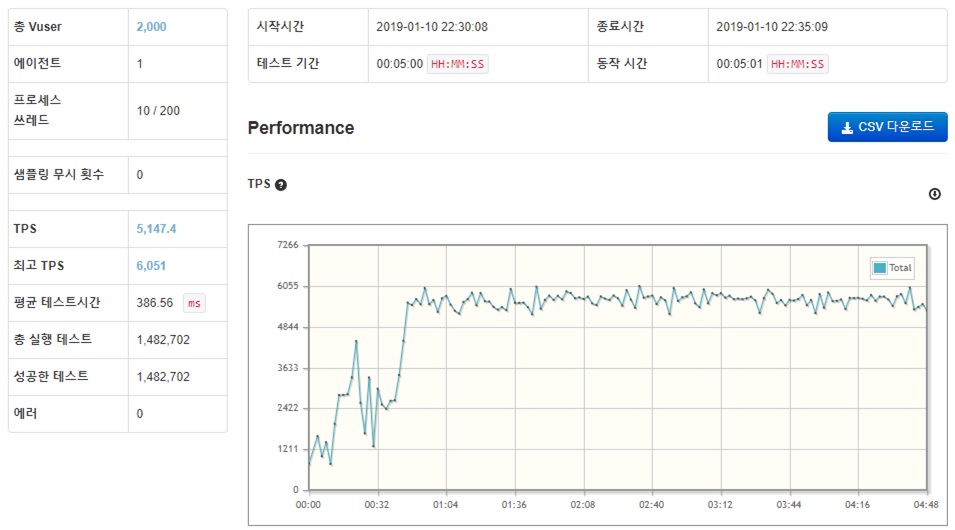 총 Vuser 2,000
에이전트 1
프로세스
쓰레드 10 / 200
샘플링 무시 횟수 0
TPS 5,147.4
최고 TPS 6,051
평균 테스트시간 386.56 ms
총 실행 테스트 1,482,702
성공한 테스트 1,482,702
에러 0
시작시간 2019-01-10 22:30:08 종료시간 2019-01-10 22:35:09
테스트 기간 00:05:00 HH:MM:SS 동작 시간 00:05:01 HH:MM:SS
Performance CSV 다운로드
TPS
Total
7266
6055
4844
3633
2422
1211
0
00:00 00:32 01:04 01:36 02:08 02:40 03:12 03:44 04:16 04:48